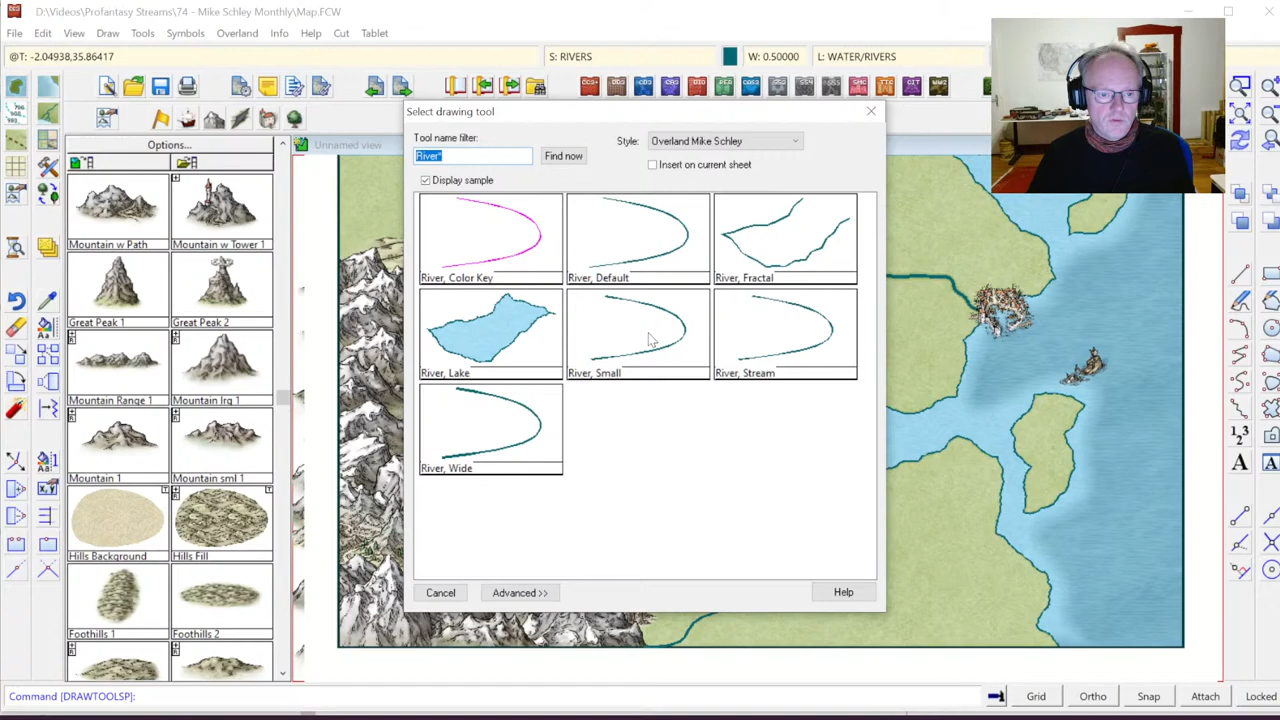 D:\Videos\Profantasy Streams\74 - Mike Schley Monthly\Map.FCW
File Edit View Draw Tools Symbols Overland Info Help Cut Tablet
@T: -2.04938,35.86417
S: RIVERS
W: 0.50000
L: WATER/RIVERS
Options...
Unnamed view
Mountain w Path
Mountain w Tower 1
Great Peak 1
Great Peak 2
Mountain Range 1
Mountain lrg 1
Mountain 1
Mountain sml 1
Hills Background
Hills Fill
Foothills 1
Foothills 2
Select drawing tool
Tool name filter:
River*
Find now
Style:
Overland Mike Schley
Insert on current sheet
Display sample
River, Color Key
River, Default
River, Fractal
River, Lake
River, Small
River, Stream
River, Wide
Cancel
Advanced >>
Help
Command [DRAWTOOLSP]:
Grid
Ortho
Snap
Attach
Locked